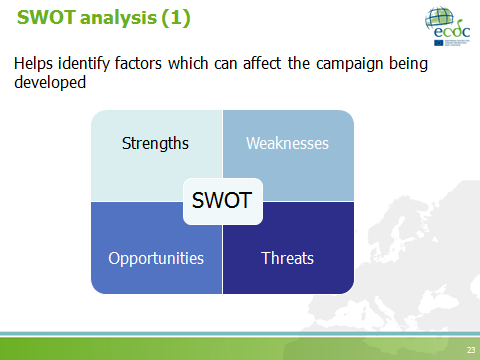 SWOT analysis (1)
ecdc
Helps identify factors which can affect the campaign being
developed
Strengths
Weaknesses
SWOT
Opportunities
Threats
23